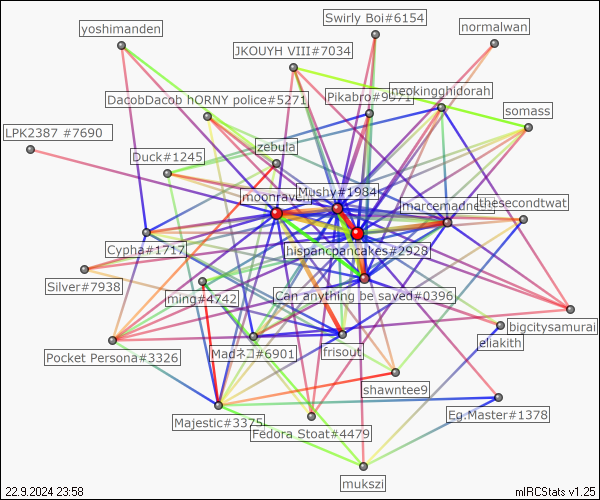 Swirly Boi#6154
yoshimanden
normalwan
JKOUYH VIII#7034
neokingghidorah
DacobDacob hORNY police#5271
Pikabro#9971
somass
LPK2387 #7690
zebula
Duck#1245
Mushy#1984
moonraven
marcemadnes
thesecondtwat
Cypha#1717
hispancpancakes#2928
Silver#7938
ming#4742
Can anything be saved#0396
bigcitysamurai
eliakith
Pocket Persona#3326
Madネコ#6901
frisout
shawntee9
Majestic#3375
Eg.Master#1378
Fedora Stoat#4479
mukszi
22.9.2024 23:58
mIRCStats v1.25